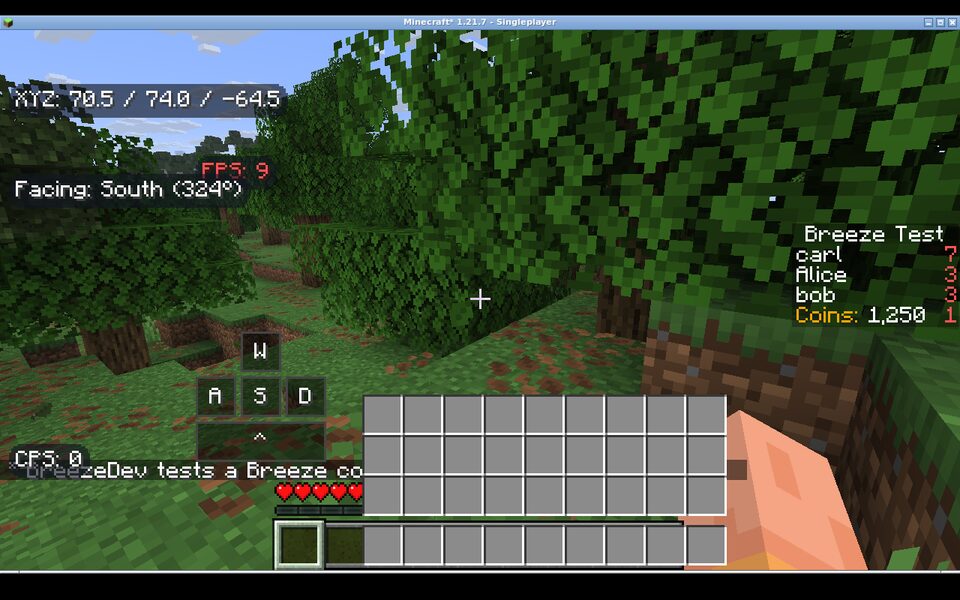 Minecraft* 1.21.7 - Singleplayer
XYZ: 70.5 / 74.0 / -64.5
FPS: 9
Facing: South (324º)
Breeze Test
carl 7
Alice 3
bob 3
Coins: 1,250 1
W
A S D
^
CPS: 0
BreezeDev tests a Breeze co